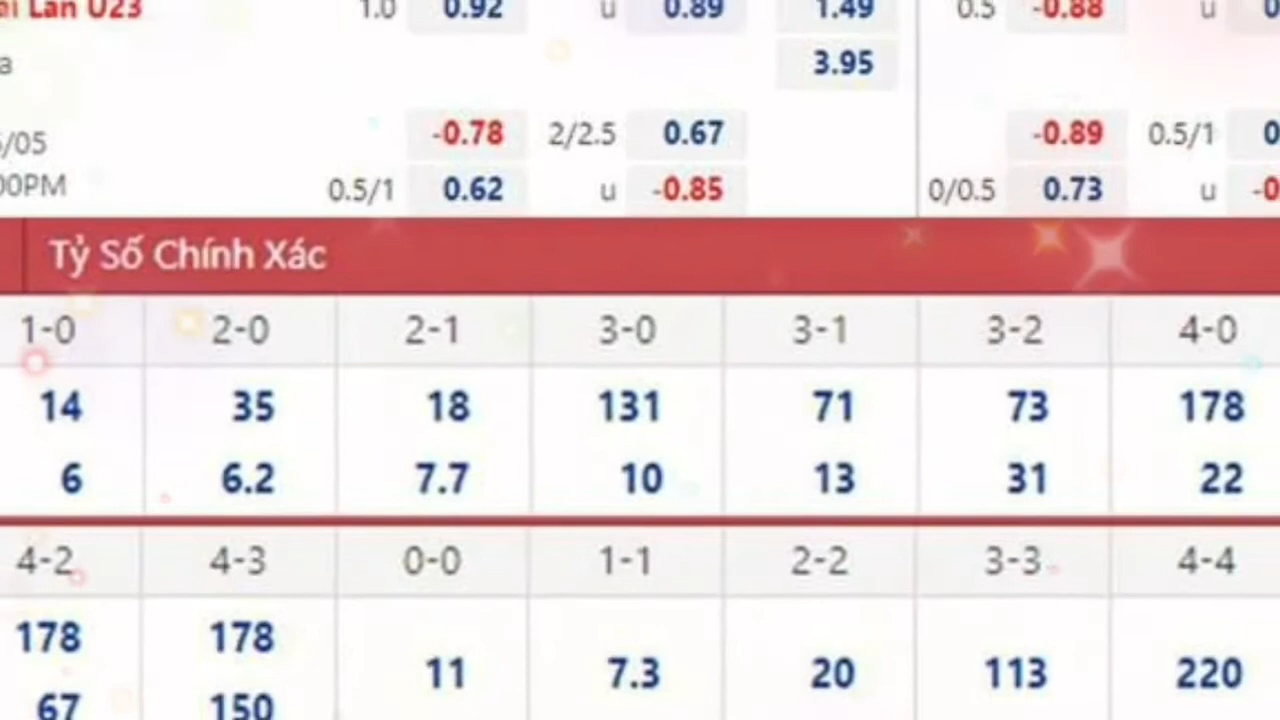 Lan U23 1.0 0.92 u 0.89 1.49 0.5 -0.88 u
3.95
/05 -0.78 2/2.5 0.67 -0.89 0.5/1
00PM 0.5/1 0.62 u -0.85 0/0.5 0.73 u
Tỷ Số Chính Xác
1-0 2-0 2-1 3-0 3-1 3-2 4-0
14 35 18 131 71 73 178
6 6.2 7.7 10 13 31 22
4-2 4-3 0-0 1-1 2-2 3-3 4-4
178 178
11 7.3 20 113 220
67 150